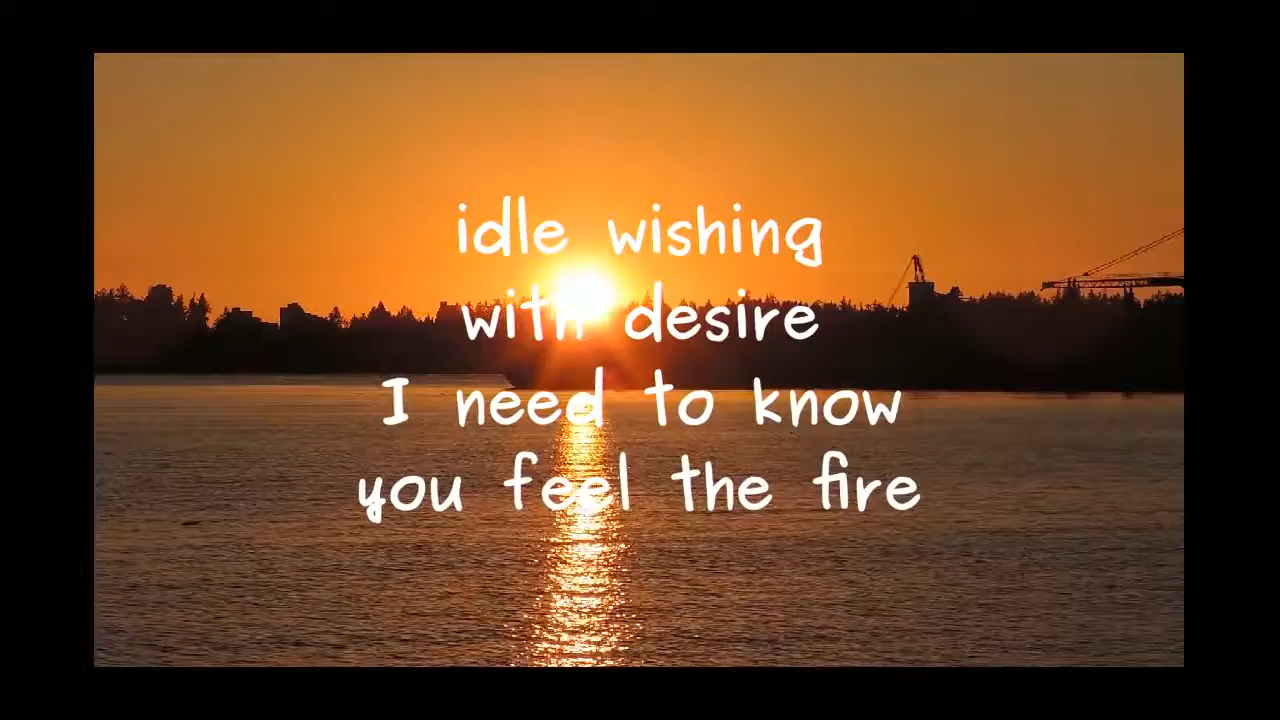 idle wishing
with desire
I need to know
you feel the fire